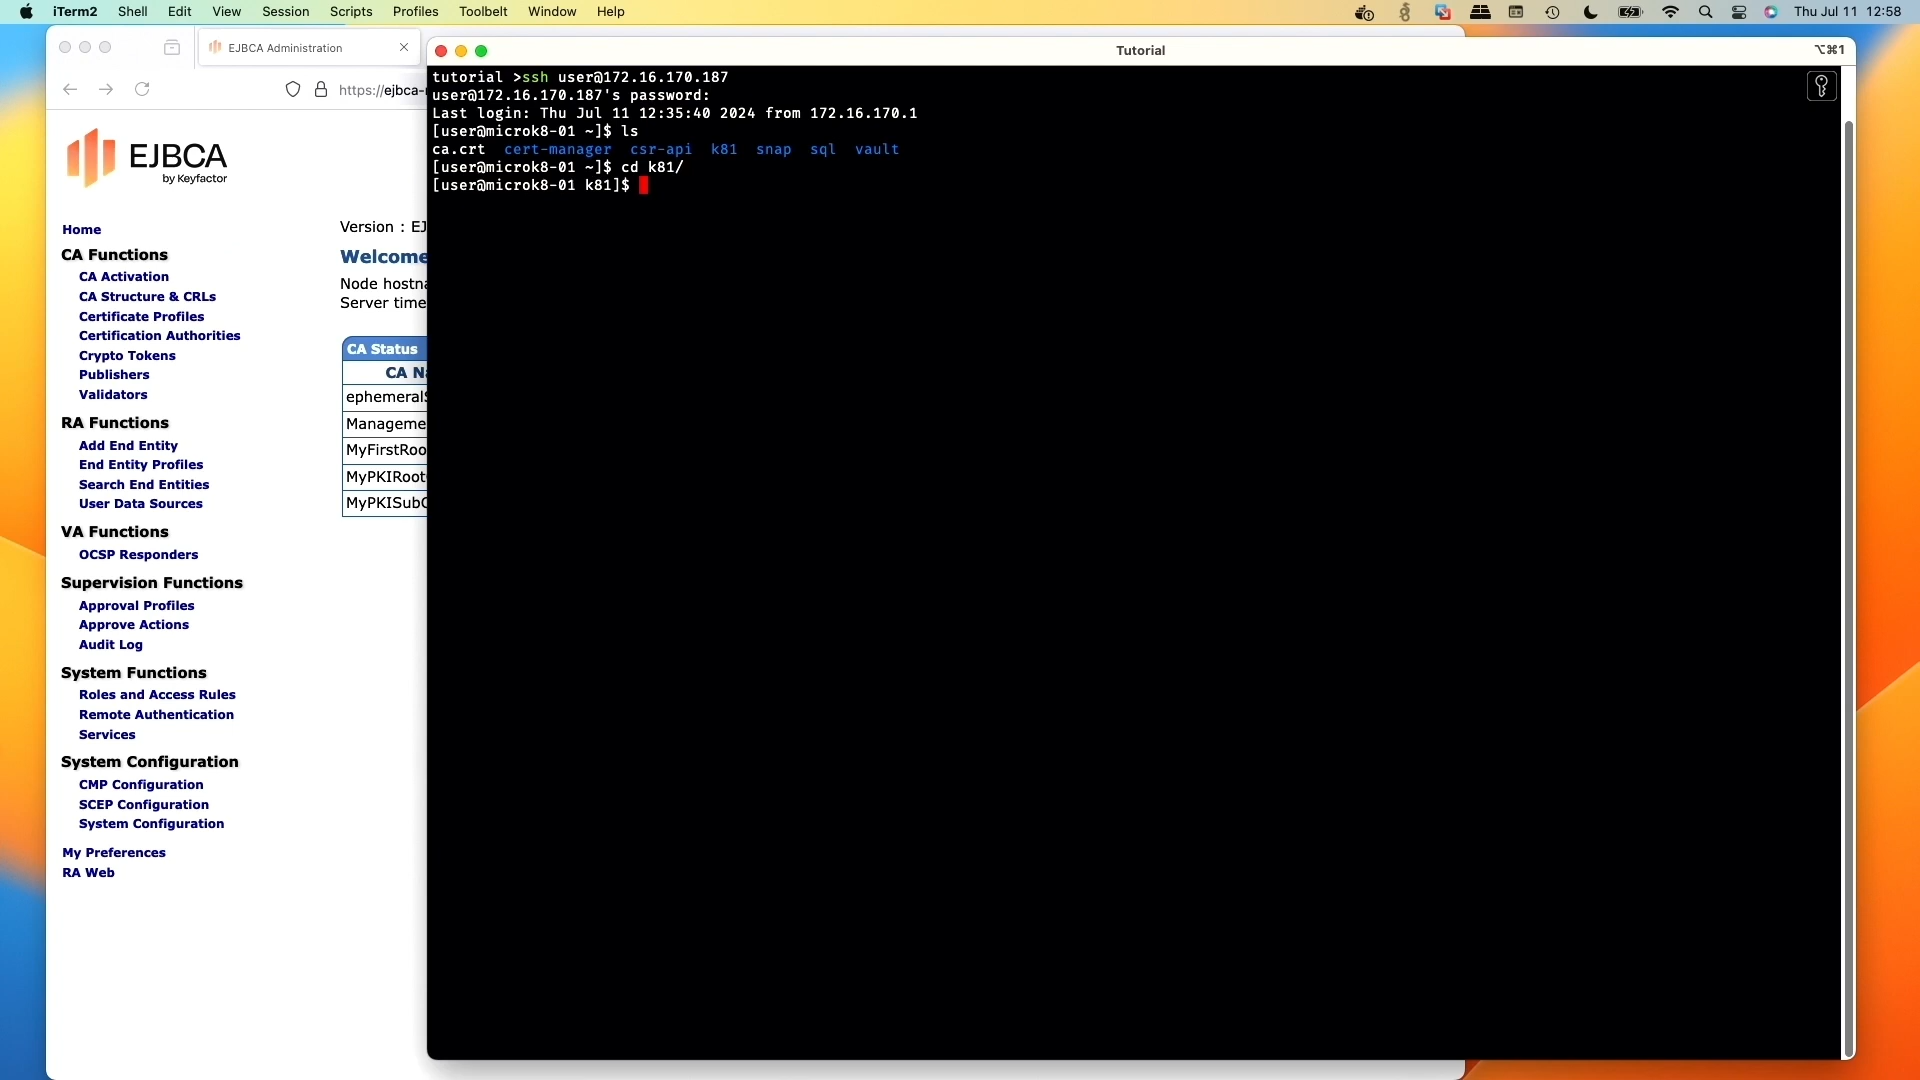 iTerm2 Shell Edit View Session Scripts Profiles Toolbelt Window Help Thu Jul 11 12:58
EJBCA Administration
https://ejbca-
Tutorial
⌥⌘1
tutorial >ssh user@172.16.170.187
user@172.16.170.187's password:
Last login: Thu Jul 11 12:35:40 2024 from 172.16.170.1
[user@microk8-01 ~]$ ls
ca.crt cert-manager csr-api k81 snap sql vault
[user@microk8-01 ~]$ cd k81/
[user@microk8-01 k81]$
EJBCA
by Keyfactor
Home
CA Functions
CA Activation
CA Structure & CRLs
Certificate Profiles
Certification Authorities
Crypto Tokens
Publishers
Validators
RA Functions
Add End Entity
End Entity Profiles
Search End Entities
User Data Sources
VA Functions
OCSP Responders
Supervision Functions
Approval Profiles
Approve Actions
Audit Log
System Functions
Roles and Access Rules
Remote Authentication
Services
System Configuration
CMP Configuration
SCEP Configuration
System Configuration
My Preferences
RA Web
Version : EJ
Welcome
Node hostna
Server time
CA Status
CA Na
ephemeralS
Manageme
MyFirstRoo
MyPKIRoot
MyPKISubC